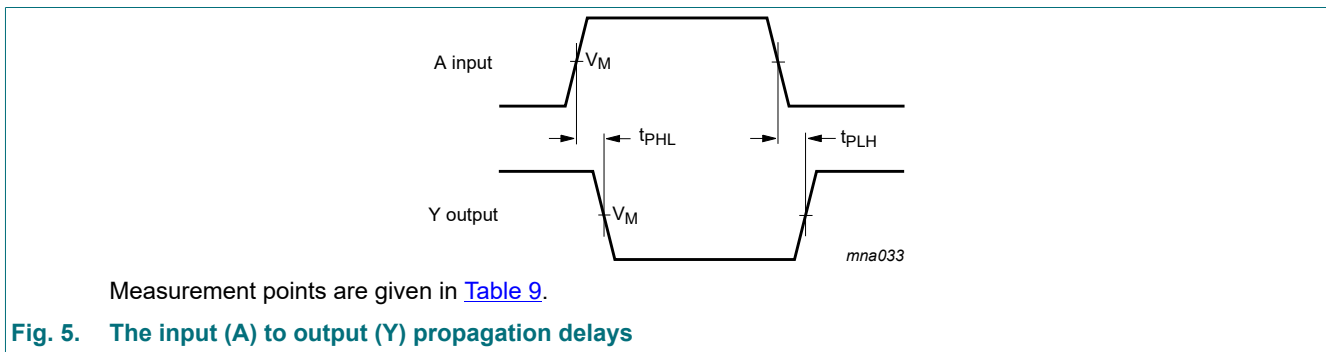 A input
V_M
t_PHL
t_PLH
Y output
V_M
mna033
Measurement points are given in Table 9.
Fig. 5. The input (A) to output (Y) propagation delays